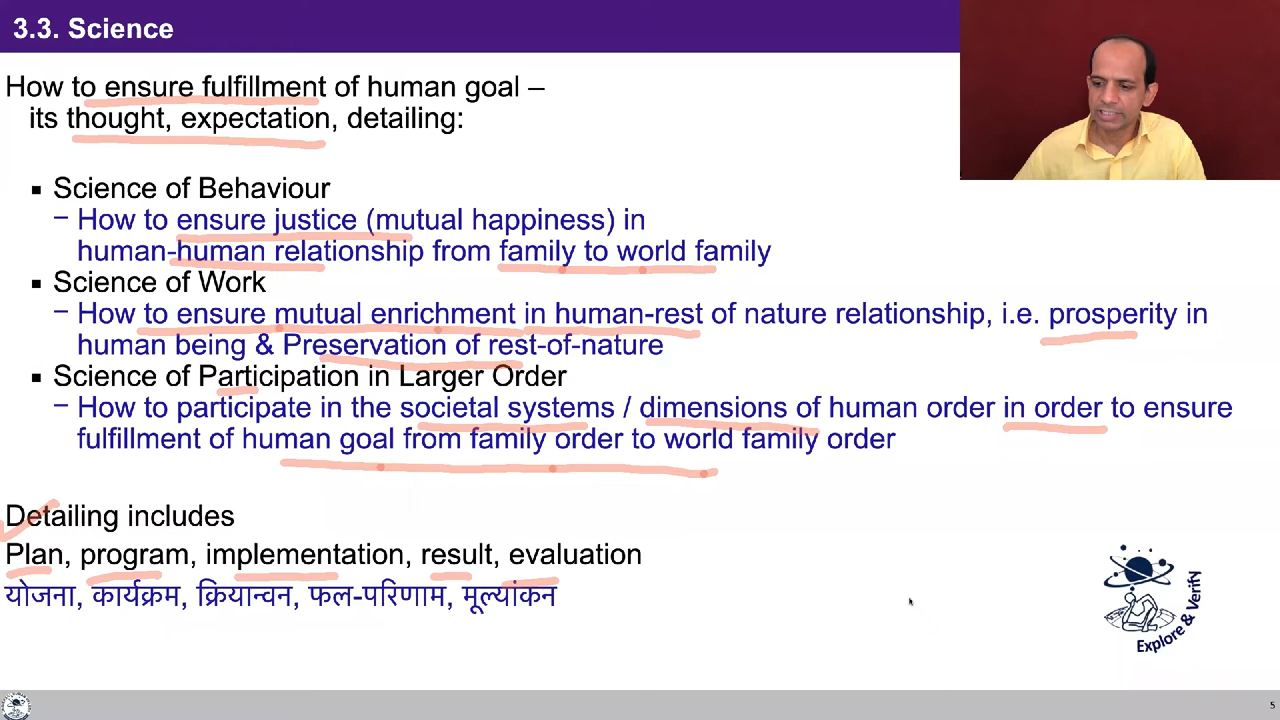 3.3. Science
How to ensure fulfillment of human goal –
its thought, expectation, detailing:
▪ Science of Behaviour
− How to ensure justice (mutual happiness) in
human-human relationship from family to world family
▪ Science of Work
− How to ensure mutual enrichment in human-rest of nature relationship, i.e. prosperity in
human being & Preservation of rest-of-nature
▪ Science of Participation in Larger Order
− How to participate in the societal systems / dimensions of human order in order to ensure
fulfillment of human goal from family order to world family order
Detailing includes
Plan, program, implementation, result, evaluation
योजना, कार्यक्रम, क्रियान्वन, फल-परिणाम, मूल्यांकन
Explore & Verify
5